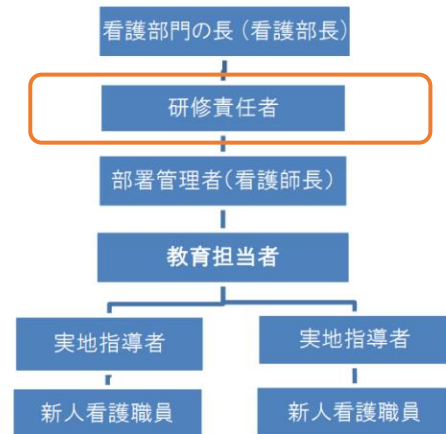 看護部門の長（看護部長）
研修責任者
部署管理者（看護師長）
教育担当者
実地指導者
実地指導者
新人看護職員
新人看護職員